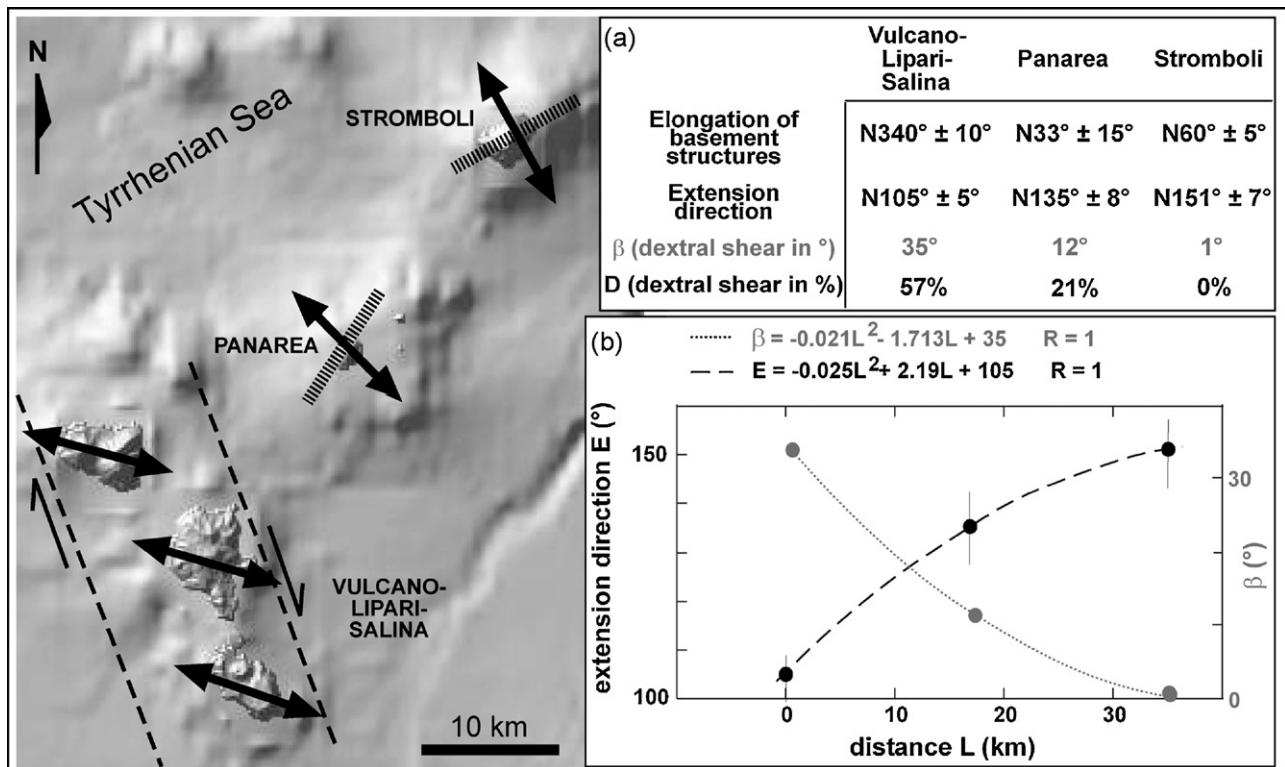 N
Tyrrhenian Sea
STROMBOLI
PANAREA
VULCANO-
LIPARI-
SALINA
10 km
(a)
Vulcano-
Lipari-
Salina
Panarea
Stromboli
Elongation of
basement
structures
N340° ± 10°
N33° ± 15°
N60° ± 5°
Extension
direction
N105° ± 5°
N135° ± 8°
N151° ± 7°
β (dextral shear in °)
35°
12°
1°
D (dextral shear in %)
57%
21%
0%
(b)
β = -0.021L²- 1.713L + 35 R = 1
E = -0.025L²+ 2.19L + 105 R = 1
extension direction E (°)
150
100
30
0
β (°)
0
10
20
30
distance L (km)